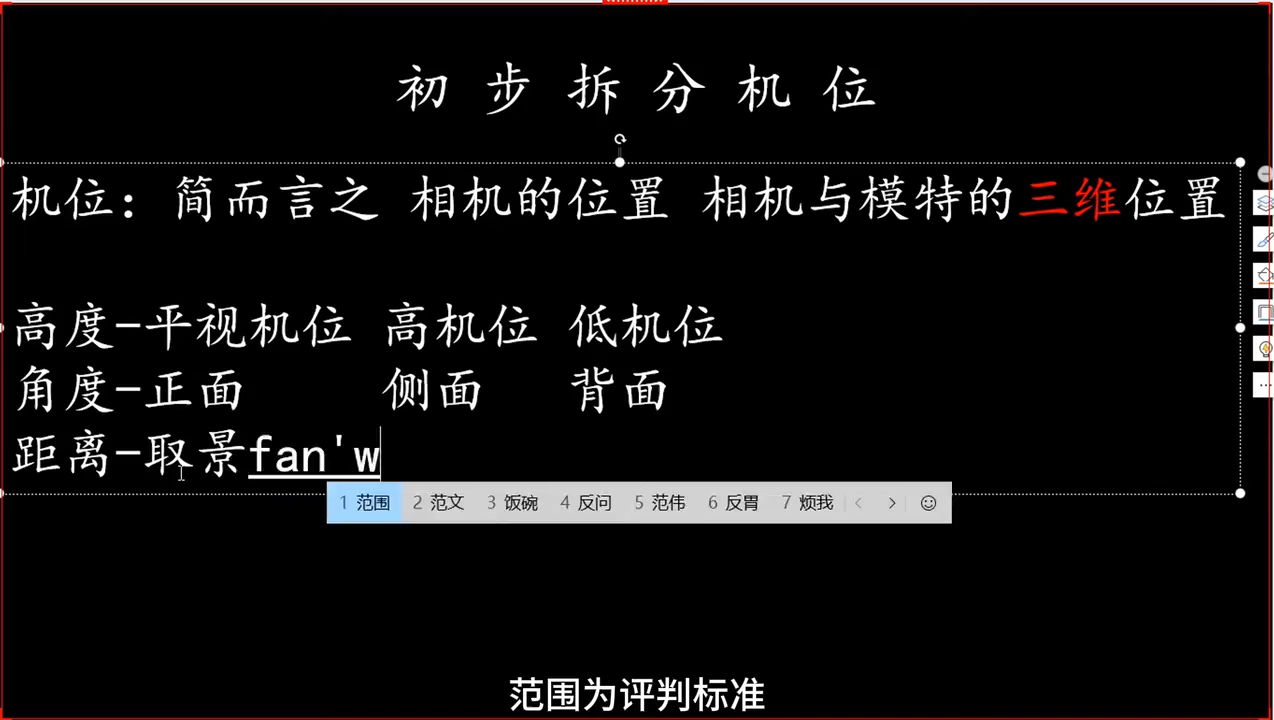 初步拆分机位
机位：简而言之 相机的位置 相机与模特的三维位置
高度-平视机位 高机位 低机位
角度-正面 侧面 背面
距离-取景fan'w
1 范围 2 范文 3 饭碗 4 反问 5 范伟 6 反胃 7 烦我
范围为评判标准